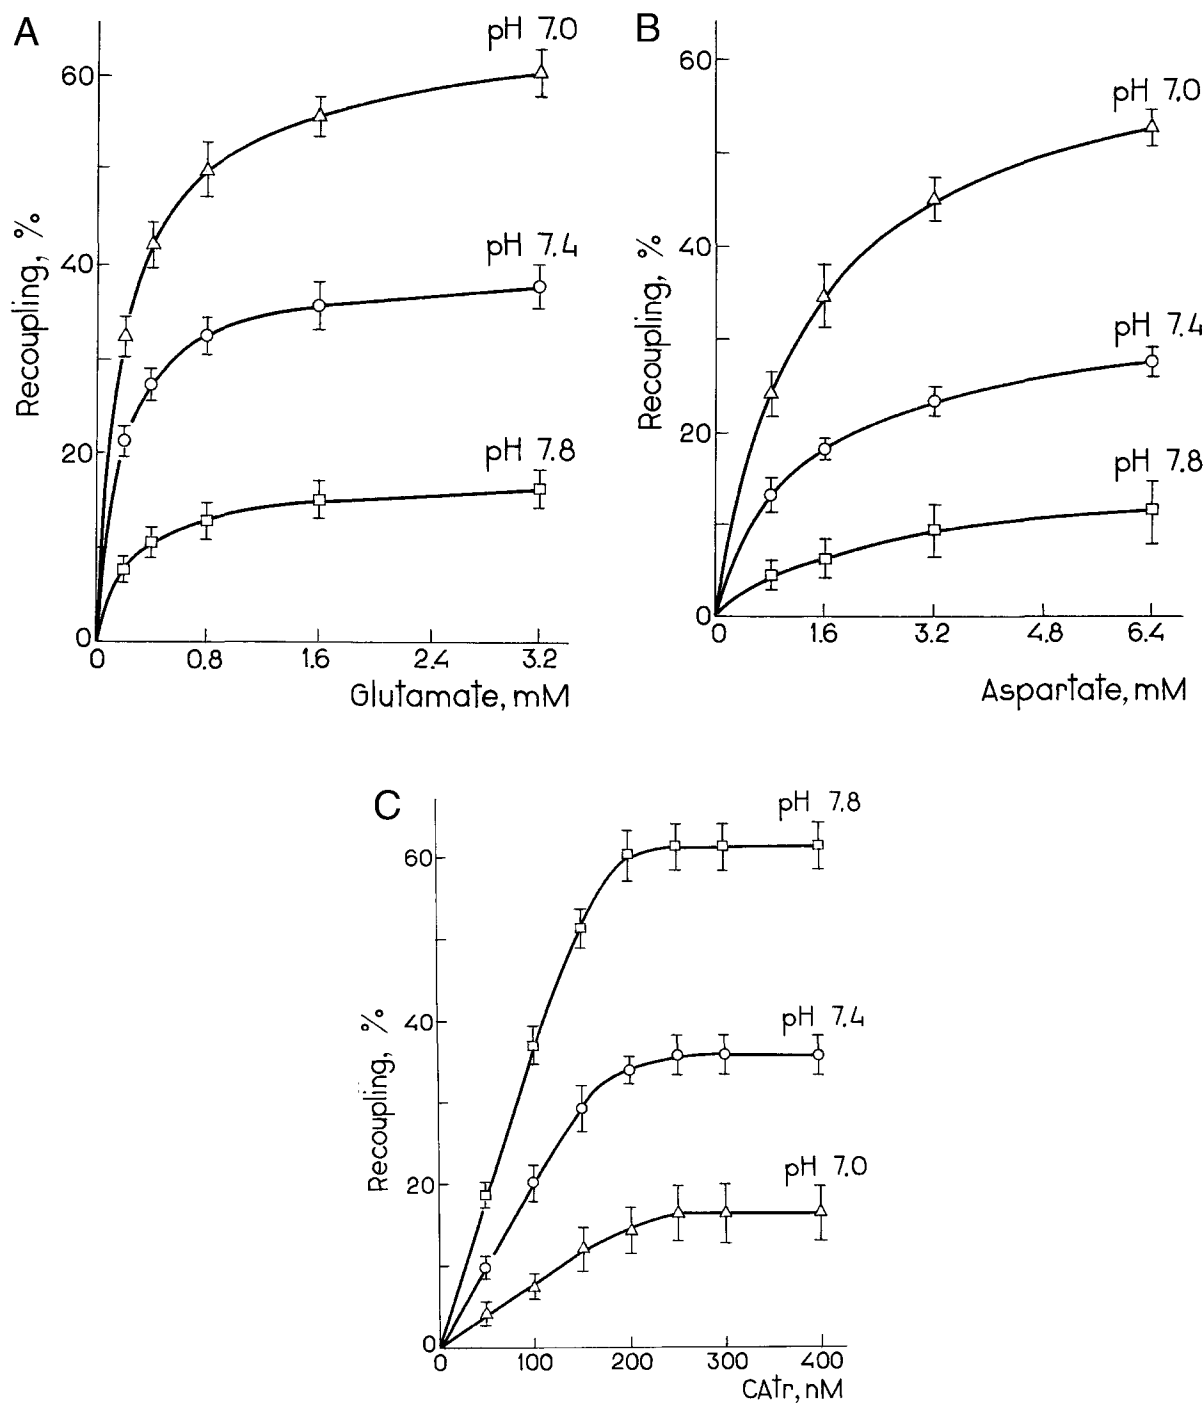 A
pH 7.0
60
40
20
0
Recoupling, %
pH 7.4
pH 7.8
0 0.8 1.6 2.4 3.2
Glutamate, mM
B
pH 7.0
60
40
20
0
Recoupling, %
pH 7.4
pH 7.8
0 1.6 3.2 4.8 6.4
Aspartate, mM
C
pH 7.8
60
40
20
0
Recoupling, %
pH 7.4
pH 7.0
0 100 200 300 400
CAtr, nM